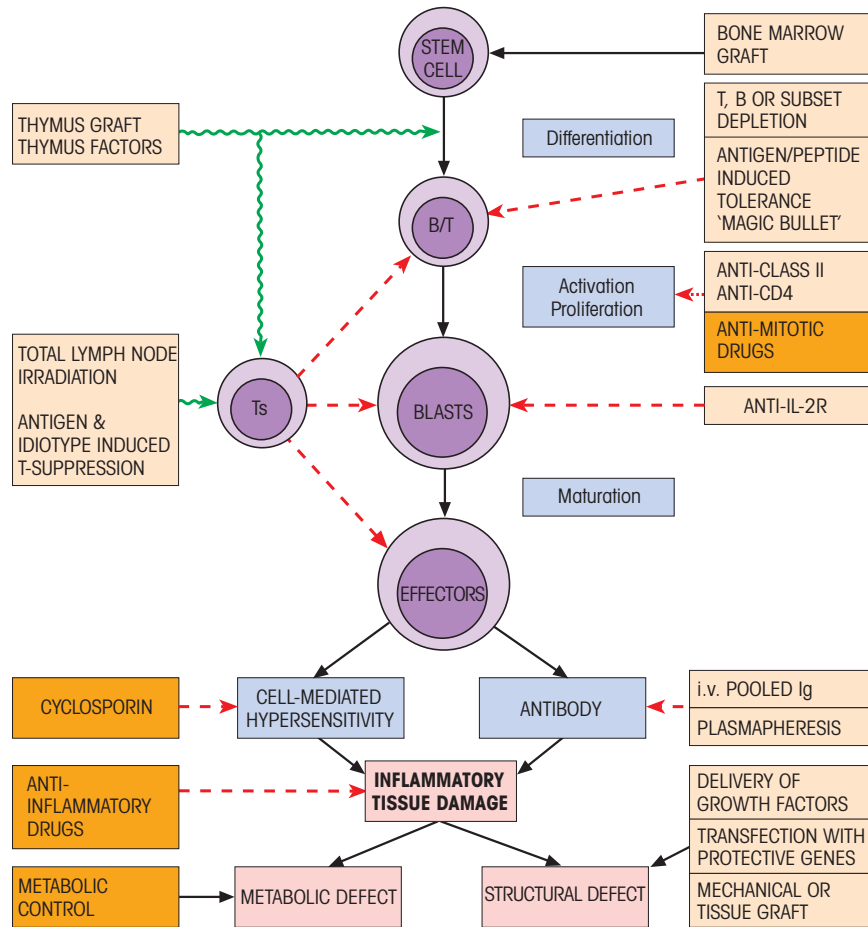 STEM
CELL
BONE MARROW
GRAFT
THYMUS GRAFT
THYMUS FACTORS
Differentiation
T, B OR SUBSET
DEPLETION
ANTIGEN/PEPTIDE
INDUCED
TOLERANCE
‘MAGIC BULLET’
B/T
Activation
Proliferation
ANTI-CLASS II
ANTI-CD4
ANTI-MITOTIC
DRUGS
TOTAL LYMPH NODE
IRRADIATION
ANTIGEN &
IDIOTYPE INDUCED
T-SUPPRESSION
Ts
BLASTS
ANTI-IL-2R
Maturation
EFFECTORS
CYCLOSPORIN
CELL-MEDIATED
HYPERSENSITIVITY
ANTIBODY
i.v. POOLED Ig
PLASMAPHERESIS
ANTI-
INFLAMMATORY
DRUGS
INFLAMMATORY
TISSUE DAMAGE
DELIVERY OF
GROWTH FACTORS
TRANSFECTION WITH
PROTECTIVE GENES
MECHANICAL OR
TISSUE GRAFT
METABOLIC
CONTROL
METABOLIC DEFECT
STRUCTURAL DEFECT